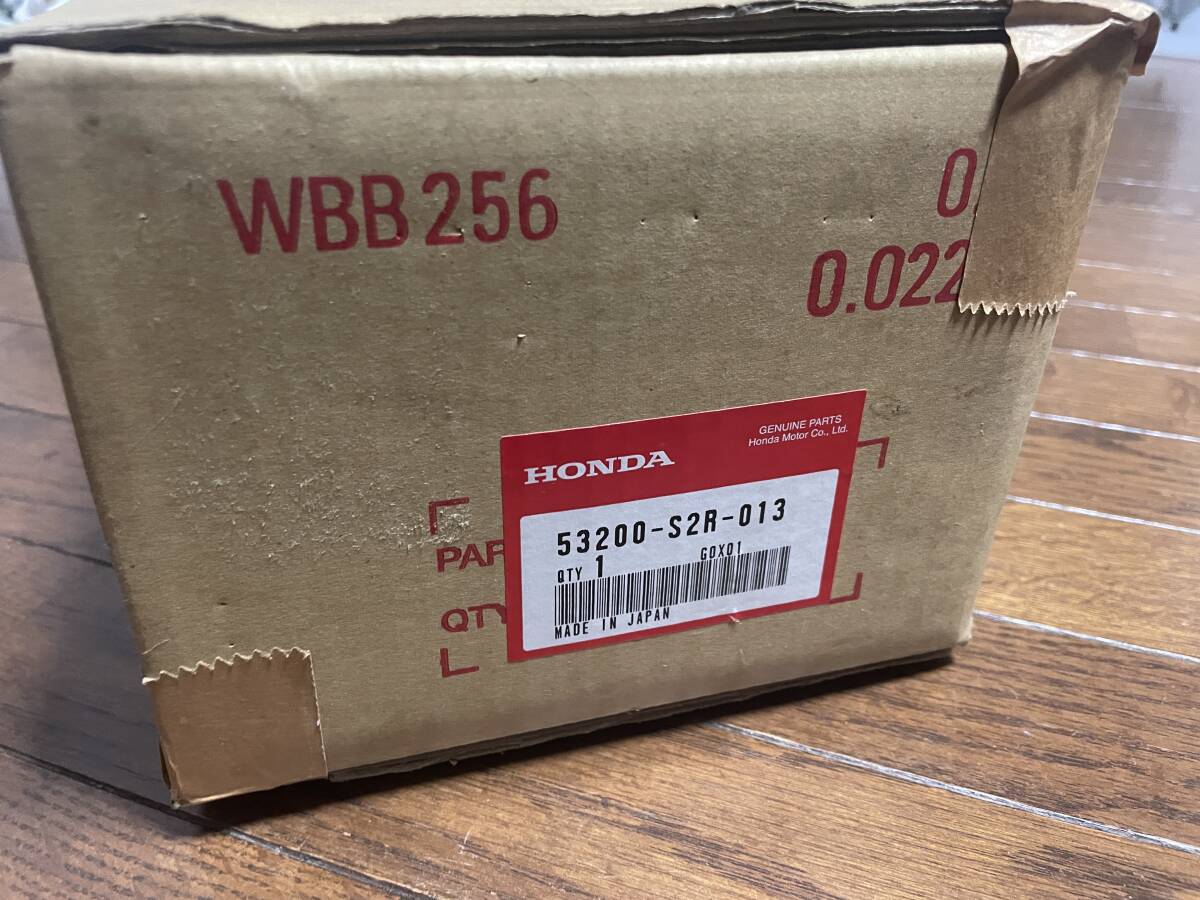 WBB256
0
0.022
GENUINE PARTS
Honda Motor Co., Ltd.
HONDA
53200-S2R-013
PAR
QTY 1
G0X01
QTY
MADE IN JAPAN